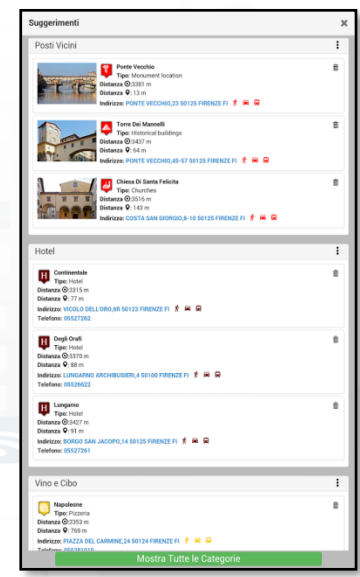 Suggerimenti
Posti Vicini
Ponte Vecchio
Tipo: Monument location
Distanza :3381 m
Distanza : 13 m
Indirizzo: PONTE VECCHIO,23 50125 FIRENZE FI
Torre Dei Mannelli
Tipo: Historical buildings
Distanza :3437 m
Distanza : 64 m
Indirizzo: PONTE VECCHIO,45-57 50125 FIRENZE FI
Chiesa Di Santa Felicita
Tipo: Churches
Distanza :3516 m
Distanza : 143 m
Indirizzo: COSTA SAN GIORGIO,8-10 50125 FIRENZE FI
Hotel
H Continentale
Tipo: Hotel
Distanza :3315 m
Distanza : 77 m
Indirizzo: VICOLO DELL'ORO,6R 50123 FIRENZE FI
Telefono: 05527262
H Degli Orafi
Tipo: Hotel
Distanza :3370 m
Distanza : 88 m
Indirizzo: LUNGARNO ARCHIBUSIERI,4 50100 FIRENZE FI
Telefono: 05526622
H Lungarno
Tipo: Hotel
Distanza :3427 m
Distanza : 91 m
Indirizzo: BORGO SAN JACOPO,14 50125 FIRENZE FI
Telefono: 05527261
Vino e Cibo
Napoleone
Tipo: Pizzeria
Distanza :3353 m
Distanza : 769 m
Indirizzo: PIAZZA DEL CARMINE,24 50124 FIRENZE FI
Telefono: 055281015
Mostra Tutte le Categorie